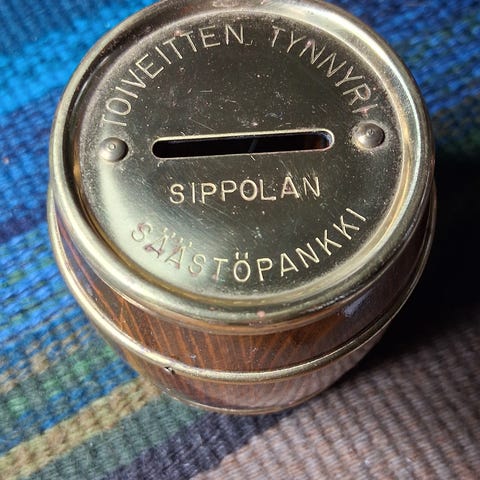 TOIVEITTEN TYNNYRI
SIPPOLAN
SÄÄSTÖPANKKI